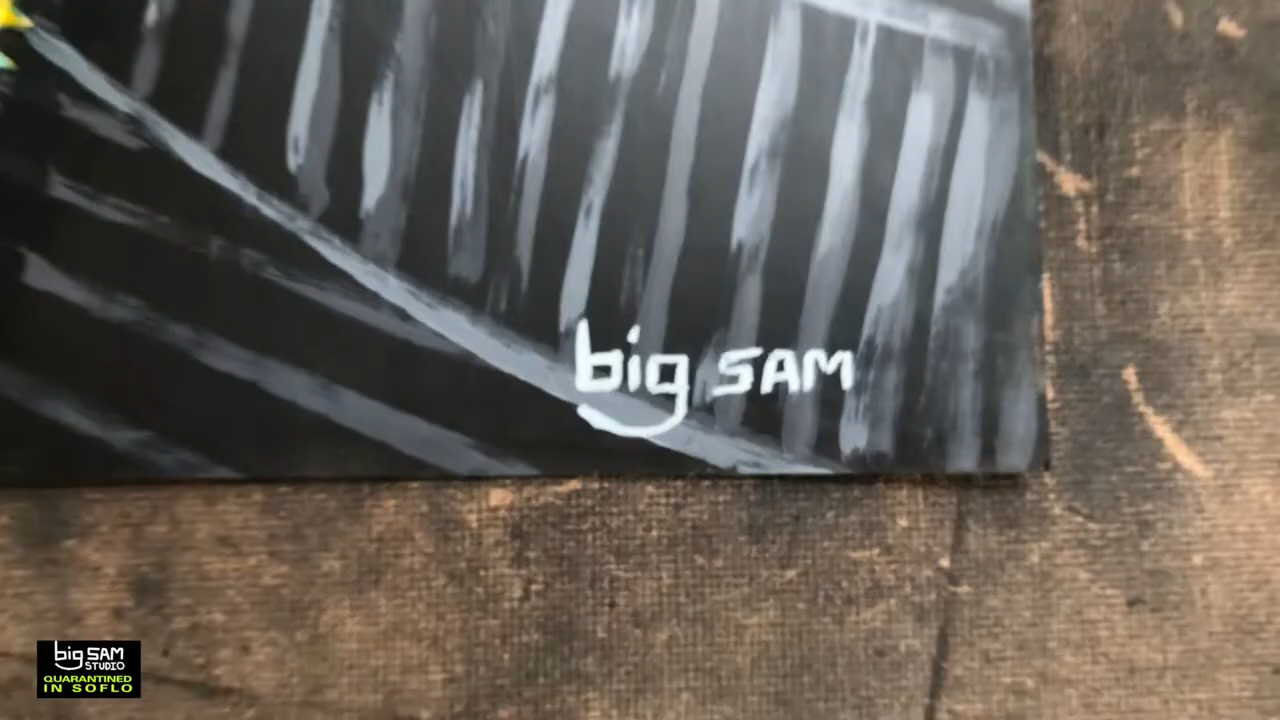 big SAM
big SAM
STUDIO
QUARANTINED
IN SOFLO